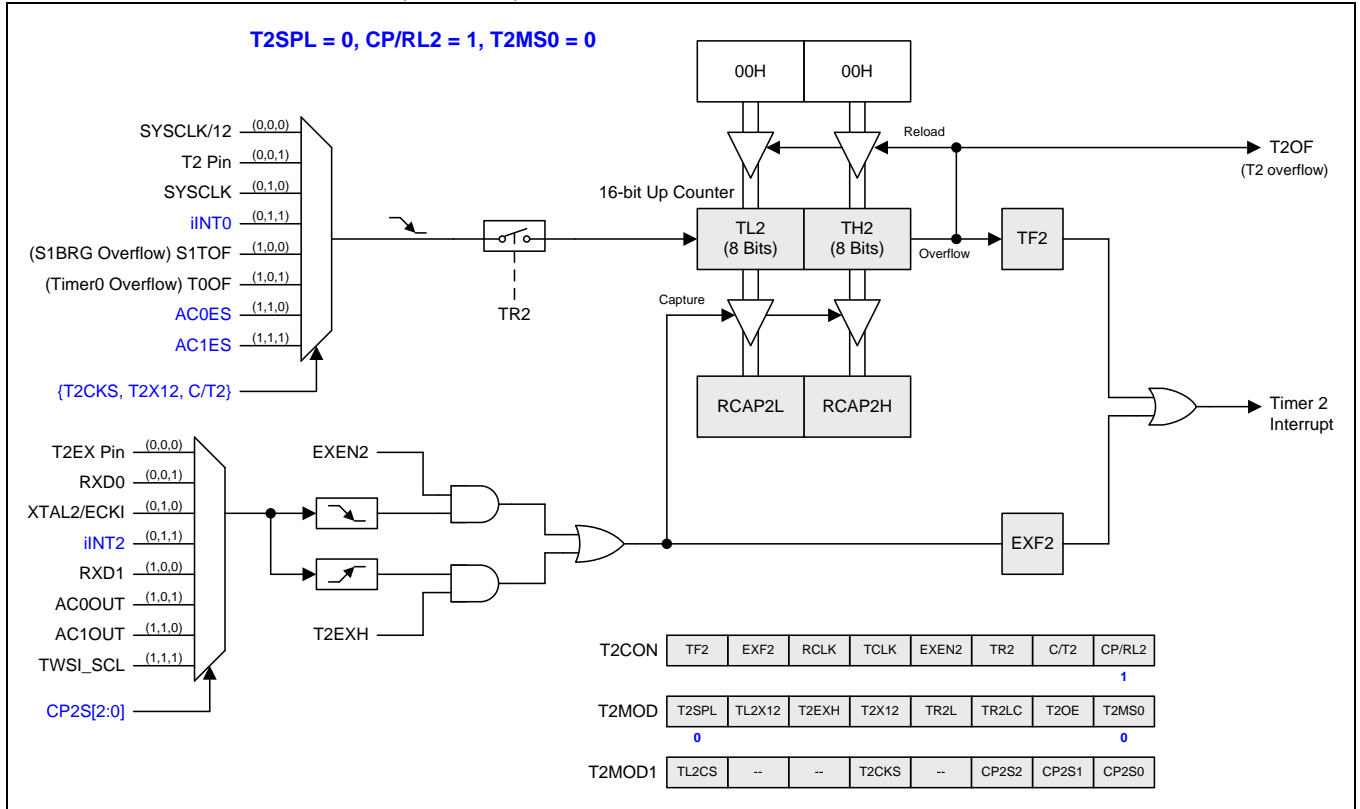 T2SPL = 0, CP/RL2 = 1, T2MS0 = 0
00H 00H
SYSCLK/12 (0,0,0)
T2 Pin (0,0,1)
SYSCLK (0,1,0)
iINT0 (0,1,1)
(S1BRG Overflow) S1TOF (1,0,0)
(Timer0 Overflow) T0OF (1,0,1)
AC0ES (1,1,0)
AC1ES (1,1,1)
{T2CKS, T2X12, C/T2}
TR2
Reload
T2OF
(T2 overflow)
16-bit Up Counter
TL2
(8 Bits)
TH2
(8 Bits)
Overflow
TF2
Capture
RCAP2L RCAP2H
Timer 2
Interrupt
T2EX Pin (0,0,0)
RXD0 (0,0,1)
XTAL2/ECKI (0,1,0)
iINT2 (0,1,1)
RXD1 (1,0,0)
AC0OUT (1,0,1)
AC1OUT (1,1,0)
TWSI_SCL (1,1,1)
CP2S[2:0]
EXEN2
T2EXH
EXF2
T2CON TF2 EXF2 RCLK TCLK EXEN2 TR2 C/T2 CP/RL2
1
T2MOD T2SPL TL2X12 T2EXH T2X12 TR2L TR2LC T2OE T2MS0
0 0
T2MOD1 TL2CS -- -- T2CKS -- CP2S2 CP2S1 CP2S0